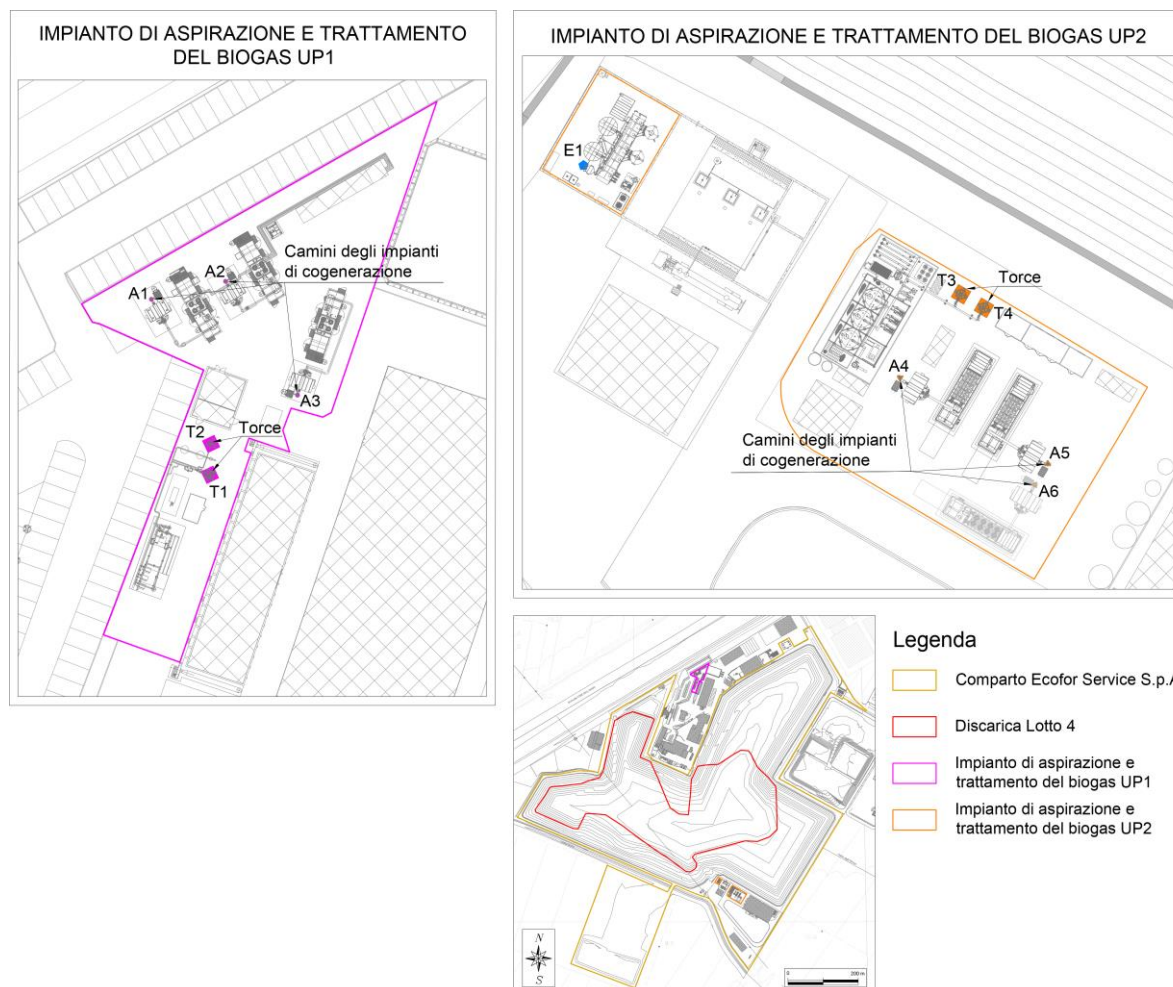 IMPIANTO DI ASPIRAZIONE E TRATTAMENTO
DEL BIOGAS UP1
Camini degli impianti
di cogenerazione
A1
A2
A3
T2
Torce
T1
IMPIANTO DI ASPIRAZIONE E TRATTAMENTO DEL BIOGAS UP2
E1
T3
Torce
T4
A4
Camini degli impianti
di cogenerazione
A5
A6
N
S
0
200 m
Legenda
Comparto Ecofor Service S.p.A
Discarica Lotto 4
Impianto di aspirazione e
trattamento del biogas UP1
Impianto di aspirazione e
trattamento del biogas UP2